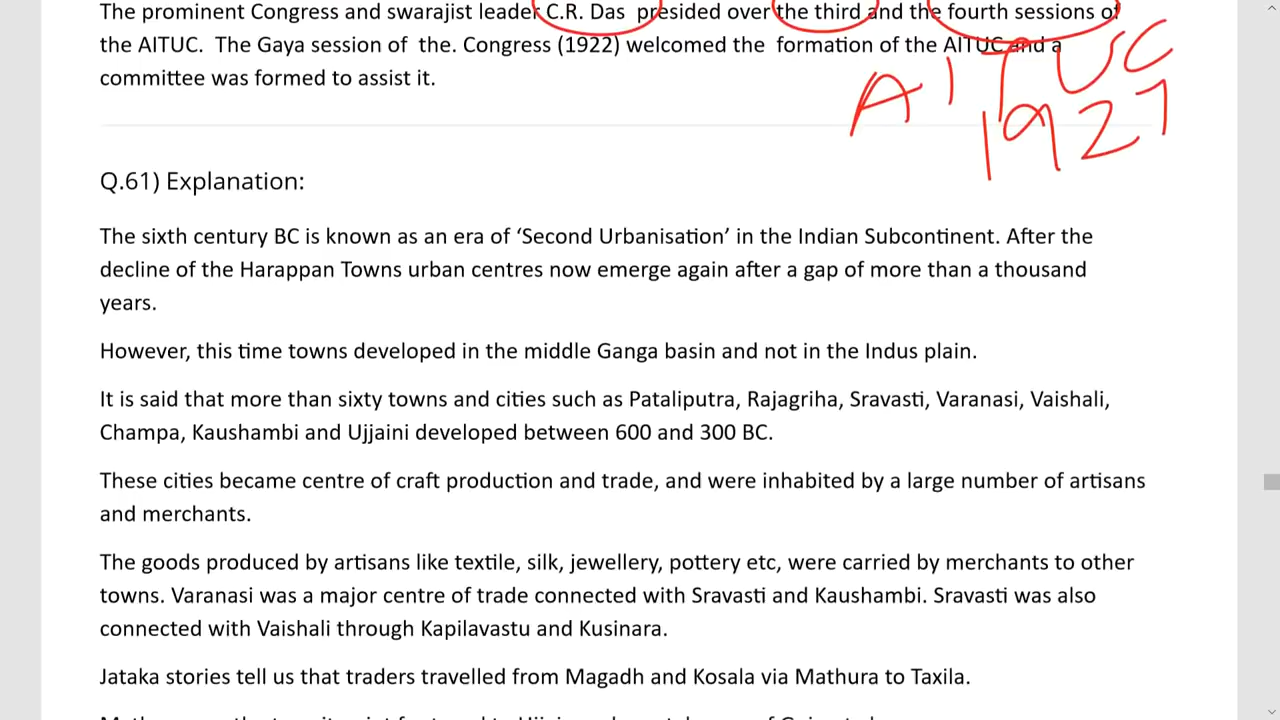 The prominent Congress and swarajist leader C.R. Das presided over the third and the fourth sessions of
the AITUC. The Gaya session of the. Congress (1922) welcomed the formation of the AITUC and a
committee was formed to assist it.
AITUC
1927
Q.61) Explanation:
The sixth century BC is known as an era of ‘Second Urbanisation’ in the Indian Subcontinent. After the
decline of the Harappan Towns urban centres now emerge again after a gap of more than a thousand
years.
However, this time towns developed in the middle Ganga basin and not in the Indus plain.
It is said that more than sixty towns and cities such as Pataliputra, Rajagriha, Sravasti, Varanasi, Vaishali,
Champa, Kaushambi and Ujjaini developed between 600 and 300 BC.
These cities became centre of craft production and trade, and were inhabited by a large number of artisans
and merchants.
The goods produced by artisans like textile, silk, jewellery, pottery etc, were carried by merchants to other
towns. Varanasi was a major centre of trade connected with Sravasti and Kaushambi. Sravasti was also
connected with Vaishali through Kapilavastu and Kusinara.
Jataka stories tell us that traders travelled from Magadh and Kosala via Mathura to Taxila.